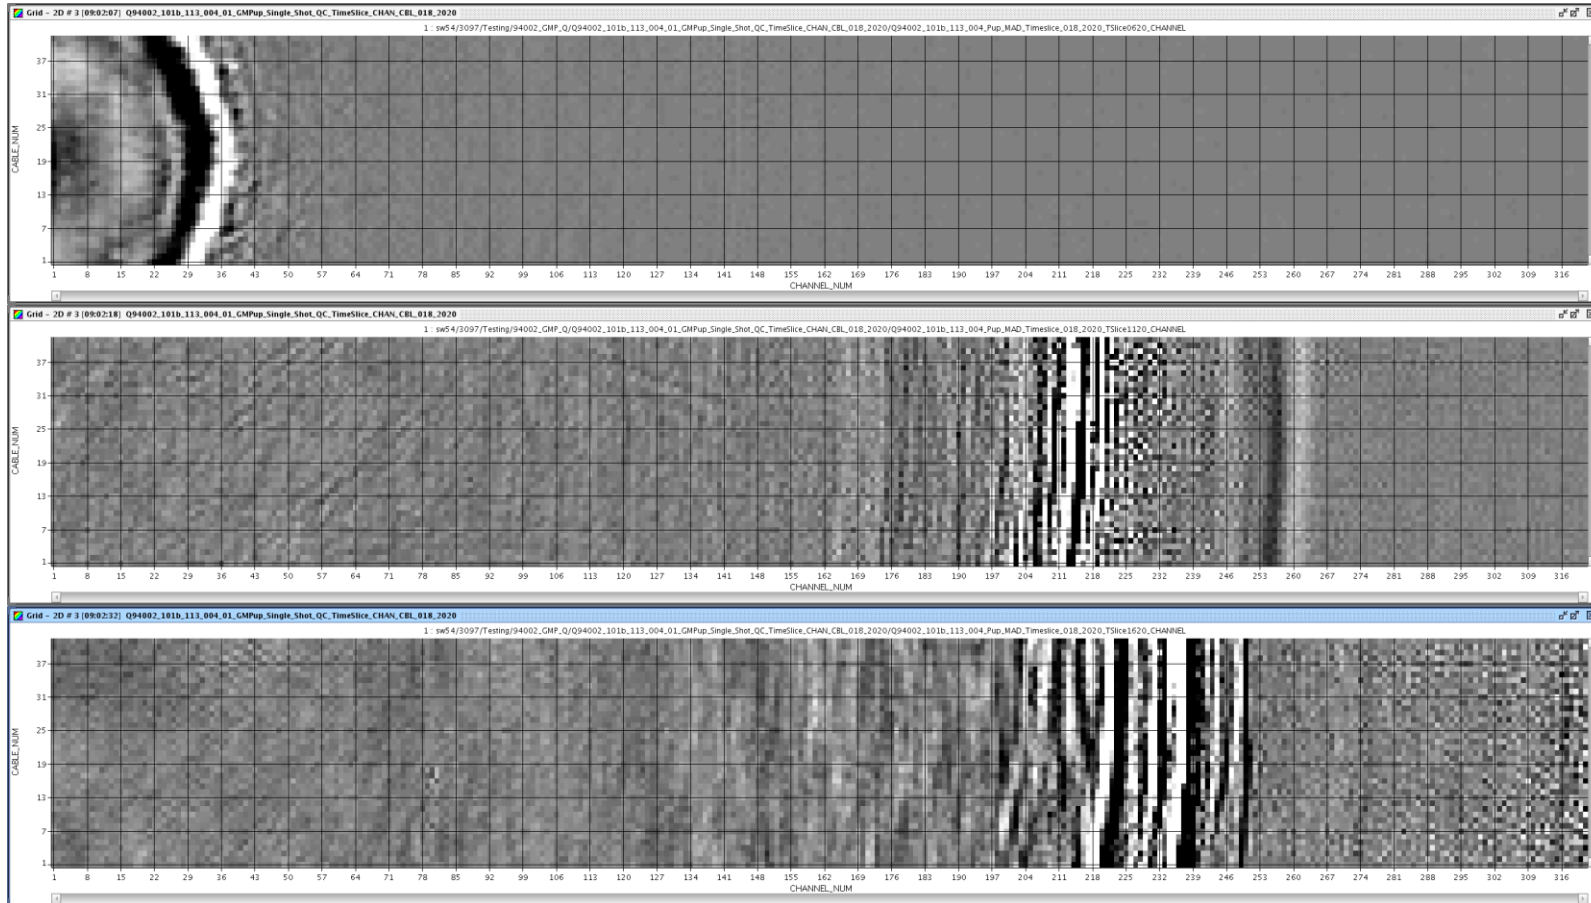 Grid - 2D # 3 [09:02:07] Q94002_101b_113_004_01_GMPup_Single_Shot_QC_TimeSlice_CHAN_CBL_018_2020
1 : sw54/3097/Testing/94002_GMP_Q/Q94002_101b_113_004_01_GMPup_Single_Shot_QC_TimeSlice_CHAN_CBL_018_2020/Q94002_101b_113_004_Pup_MAD_Timeslice_018_2020_TSlice0620_CHANNEL
CABLE_NUM
37
31
25
19
13
7
1
1 8 15 22 29 36 43 50 57 64 71 78 85 92 99 106 113 120 127 134 141 148 155 162 169 176 183 190 197 204 211 218 225 232 239 246 253 260 267 274 281 288 295 302 309 316
CHANNEL_NUM
Grid - 2D # 3 [09:02:18] Q94002_101b_113_004_01_GMPup_Single_Shot_QC_TimeSlice_CHAN_CBL_018_2020
1 : sw54/3097/Testing/94002_GMP_Q/Q94002_101b_113_004_01_GMPup_Single_Shot_QC_TimeSlice_CHAN_CBL_018_2020/Q94002_101b_113_004_Pup_MAD_Timeslice_018_2020_TSlice1120_CHANNEL
CABLE_NUM
37
31
25
19
13
7
1
1 8 15 22 29 36 43 50 57 64 71 78 85 92 99 106 113 120 127 134 141 148 155 162 169 176 183 190 197 204 211 218 225 232 239 246 253 260 267 274 281 288 295 302 309 316
CHANNEL_NUM
Grid - 2D # 3 [09:02:32] Q94002_101b_113_004_01_GMPup_Single_Shot_QC_TimeSlice_CHAN_CBL_018_2020
1 : sw54/3097/Testing/94002_GMP_Q/Q94002_101b_113_004_01_GMPup_Single_Shot_QC_TimeSlice_CHAN_CBL_018_2020/Q94002_101b_113_004_Pup_MAD_Timeslice_018_2020_TSlice1620_CHANNEL
CABLE_NUM
37
31
25
19
13
7
1
1 8 15 22 29 36 43 50 57 64 71 78 85 92 99 106 113 120 127 134 141 148 155 162 169 176 183 190 197 204 211 218 225 232 239 246 253 260 267 274 281 288 295 302 309 316
CHANNEL_NUM